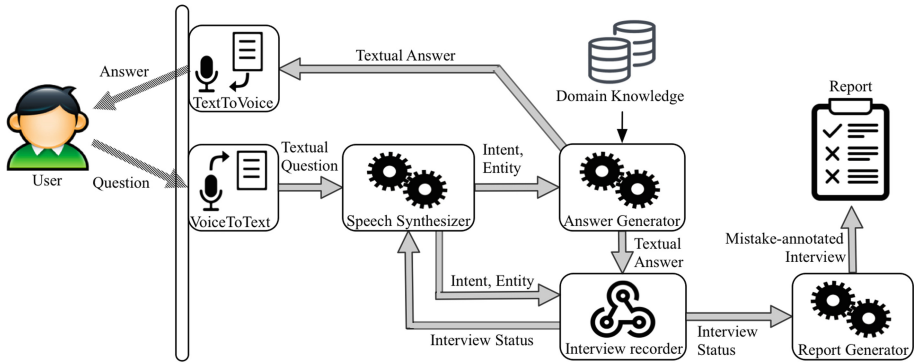 Textual Answer
Answer
TextToVoice
Domain Knowledge
Report
User
Question
VoiceToText
Textual
Question
Speech Synthesizer
Intent,
Entity
Answer Generator
Textual
Answer
Mistake-annotated
Interview
Intent, Entity
Interview Status
Interview recorder
Interview
Status
Report Generator